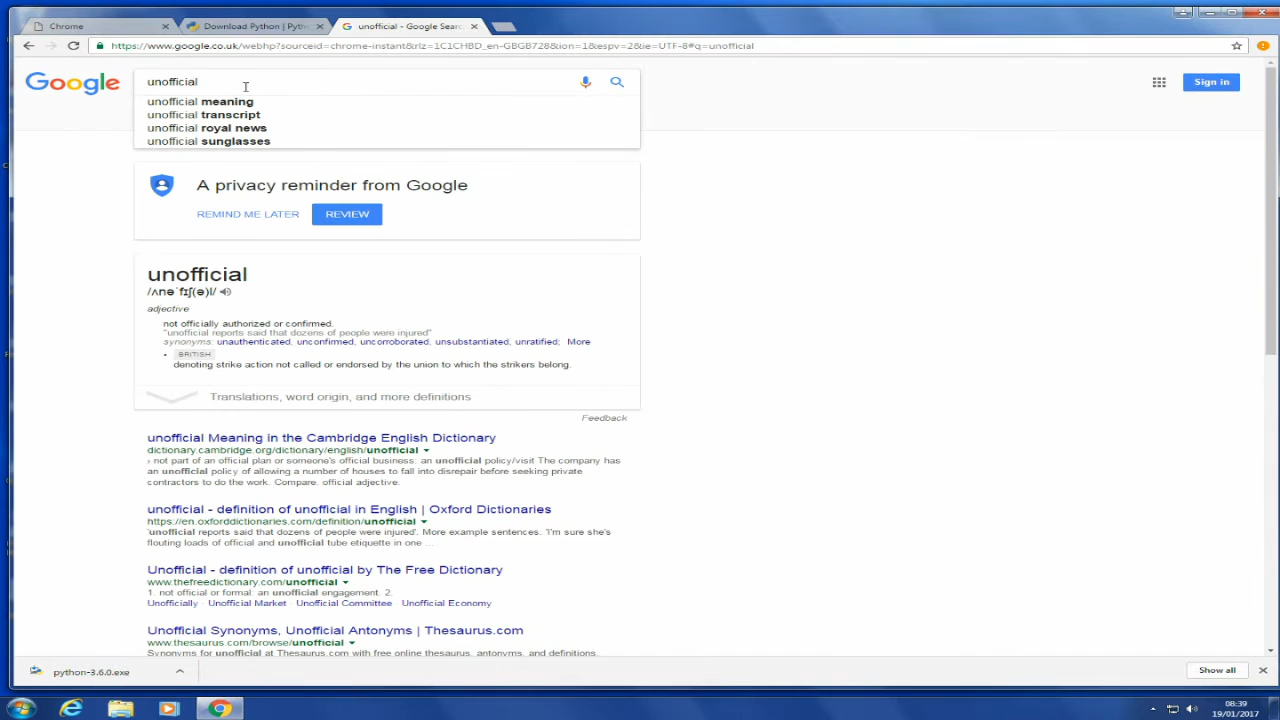 Chrome
Download Python | Pyth
unofficial - Google Searc
https://www.google.co.uk/webhp?sourceid=chrome-instant&rlz=1C1CHBD_en-GBGB728&ion=1&espv=2&ie=UTF-8#q=unofficial
Google
unofficial
Sign in
unofficial meaning
unofficial transcript
unofficial royal news
unofficial sunglasses
A privacy reminder from Google
REMIND ME LATER
REVIEW
unofficial
/ʌnəˈfɪʃ(ə)l/
adjective
not officially authorized or confirmed.
"unofficial reports said that dozens of people were injured"
synonyms: unauthenticated, unconfirmed, uncorroborated, unsubstantiated, unratified; More
• BRITISH
denoting strike action not called or endorsed by the union to which the strikers belong.
Translations, word origin, and more definitions
Feedback
unofficial Meaning in the Cambridge English Dictionary
dictionary.cambridge.org/dictionary/english/unofficial
› not part of an official plan or someone's official business: an unofficial policy/visit The company has
an unofficial policy of allowing a number of houses to fall into disrepair before seeking private
contractors to do the work. Compare. official adjective.
unofficial - definition of unofficial in English | Oxford Dictionaries
https://en.oxforddictionaries.com/definition/unofficial
'unofficial reports said that dozens of people were injured'. More example sentences. 'I'm sure she's
flouting loads of official and unofficial tube etiquette in one ...
Unofficial - definition of unofficial by The Free Dictionary
www.thefreedictionary.com/unofficial
1. not official or formal: an unofficial engagement. 2.
Unofficially · Unofficial Market · Unofficial Committee · Unofficial Economy
Unofficial Synonyms, Unofficial Antonyms | Thesaurus.com
www.thesaurus.com/browse/unofficial
Synonyms for unofficial at Thesaurus.com with free online thesaurus, antonyms, and definitions.
python-3.6.0.exe
Show all
08:39
19/01/2017